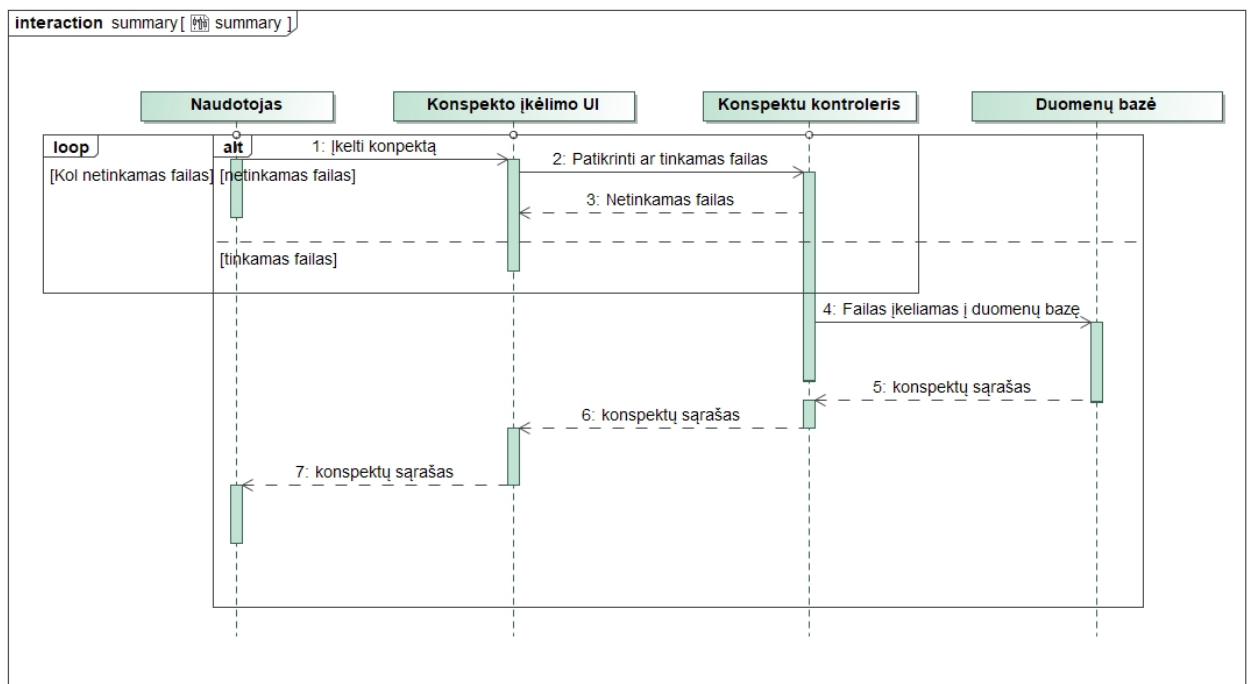 interaction summary[ summary ]
Naudotojas
Konspekto įkėlimo UI
Konspektu kontroleris
Duomenų bazė
loop
alt
1: Įkelti konpektą
[Kol netinkamas failas]
[netinkamas failas]
2: Patikrinti ar tinkamas failas
3: Netinkamas failas
[tinkamas failas]
4: Failas įkeliamas į duomenų bazę
5: konspektų sąrašas
6: konspektų sąrašas
7: konspektų sąrašas